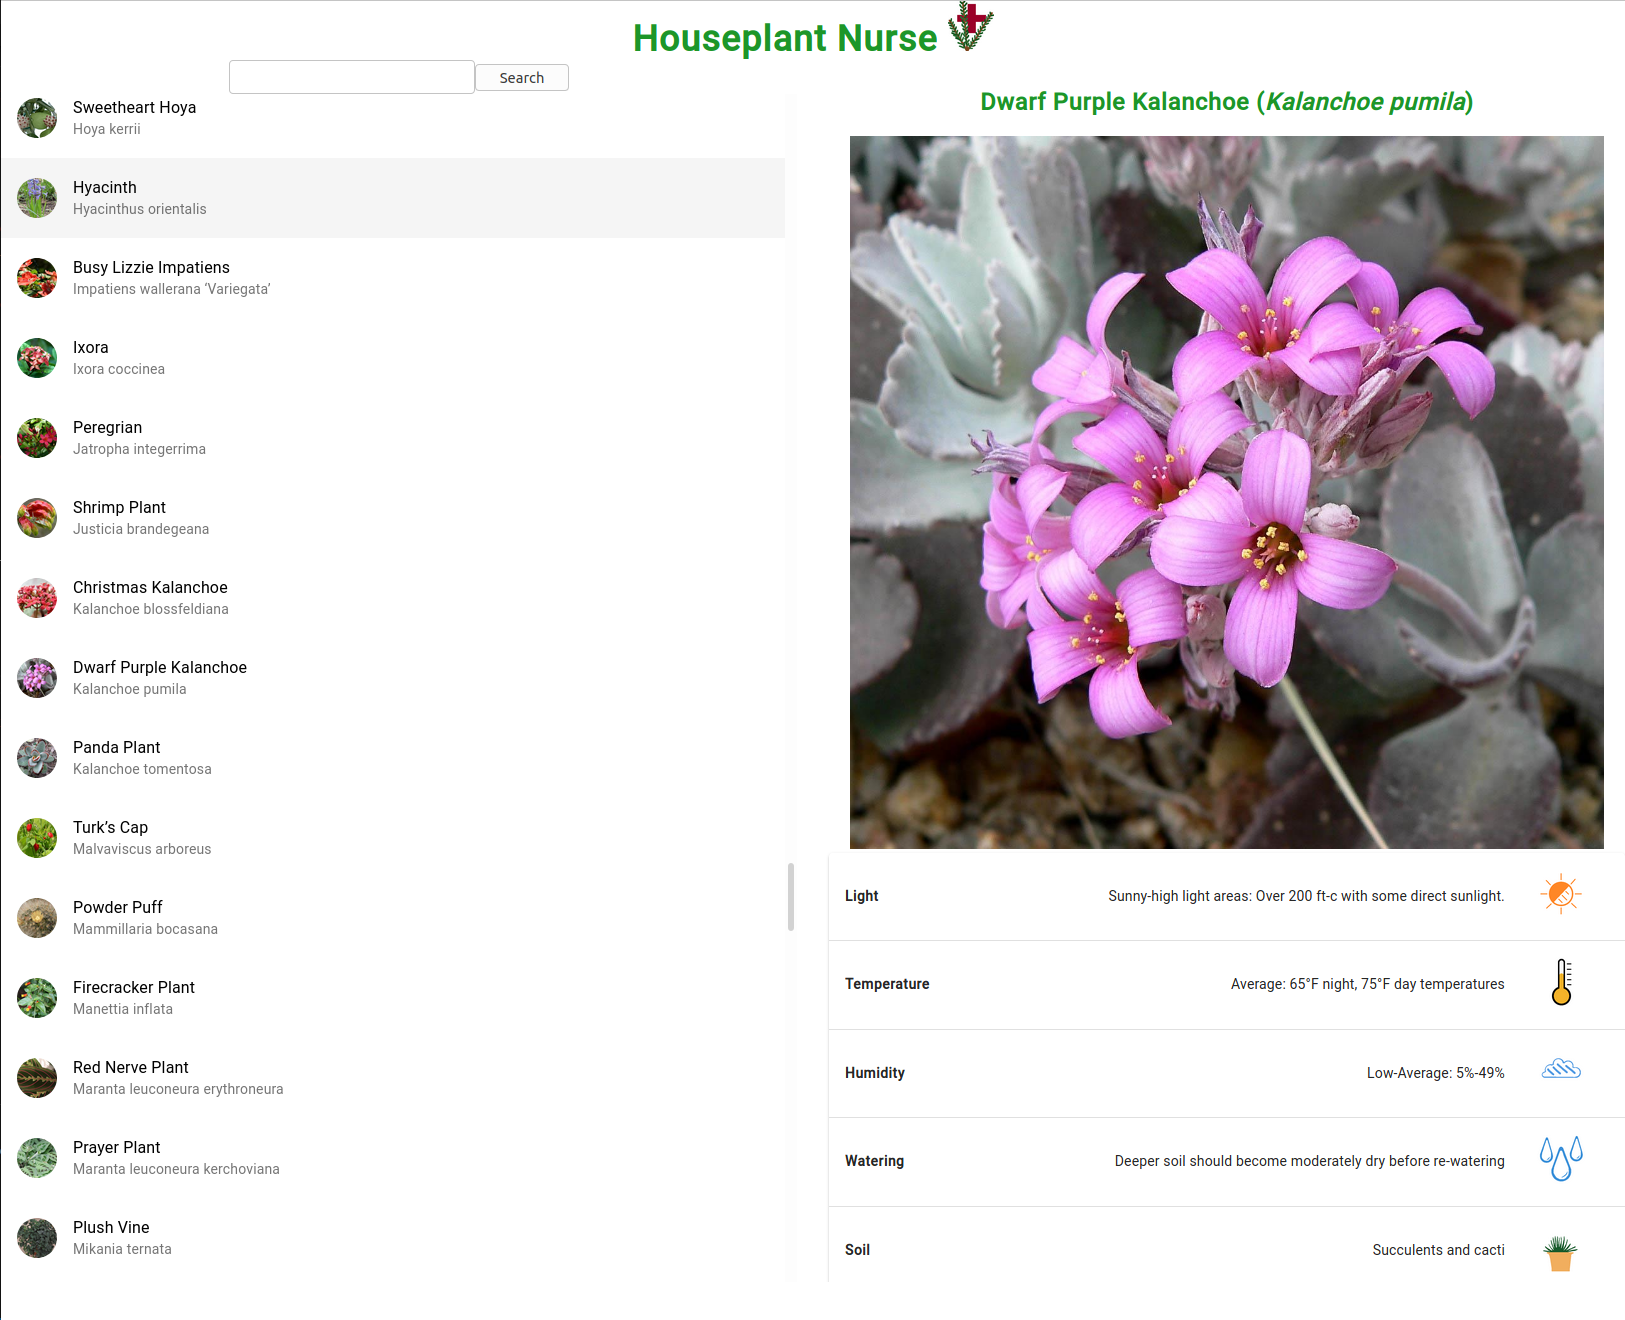 Houseplant Nurse
Search
Sweetheart Hoya
Hoya kerrii
Hyacinth
Hyacinthus orientalis
Busy Lizzie Impatiens
Impatiens wallerana ‘Variegata’
Ixora
Ixora coccinea
Peregrian
Jatropha integerrima
Shrimp Plant
Justicia brandegeana
Christmas Kalanchoe
Kalanchoe blossfeldiana
Dwarf Purple Kalanchoe
Kalanchoe pumila
Panda Plant
Kalanchoe tomentosa
Turk’s Cap
Malvaviscus arboreus
Powder Puff
Mammillaria bocasana
Firecracker Plant
Manettia inflata
Red Nerve Plant
Maranta leuconeura erythroneura
Prayer Plant
Maranta leuconeura kerchoviana
Plush Vine
Mikania ternata
Dwarf Purple Kalanchoe (Kalanchoe pumila)
Light Sunny-high light areas: Over 200 ft-c with some direct sunlight.
Temperature Average: 65°F night, 75°F day temperatures
Humidity Low-Average: 5%-49%
Watering Deeper soil should become moderately dry before re-watering
Soil Succulents and cacti